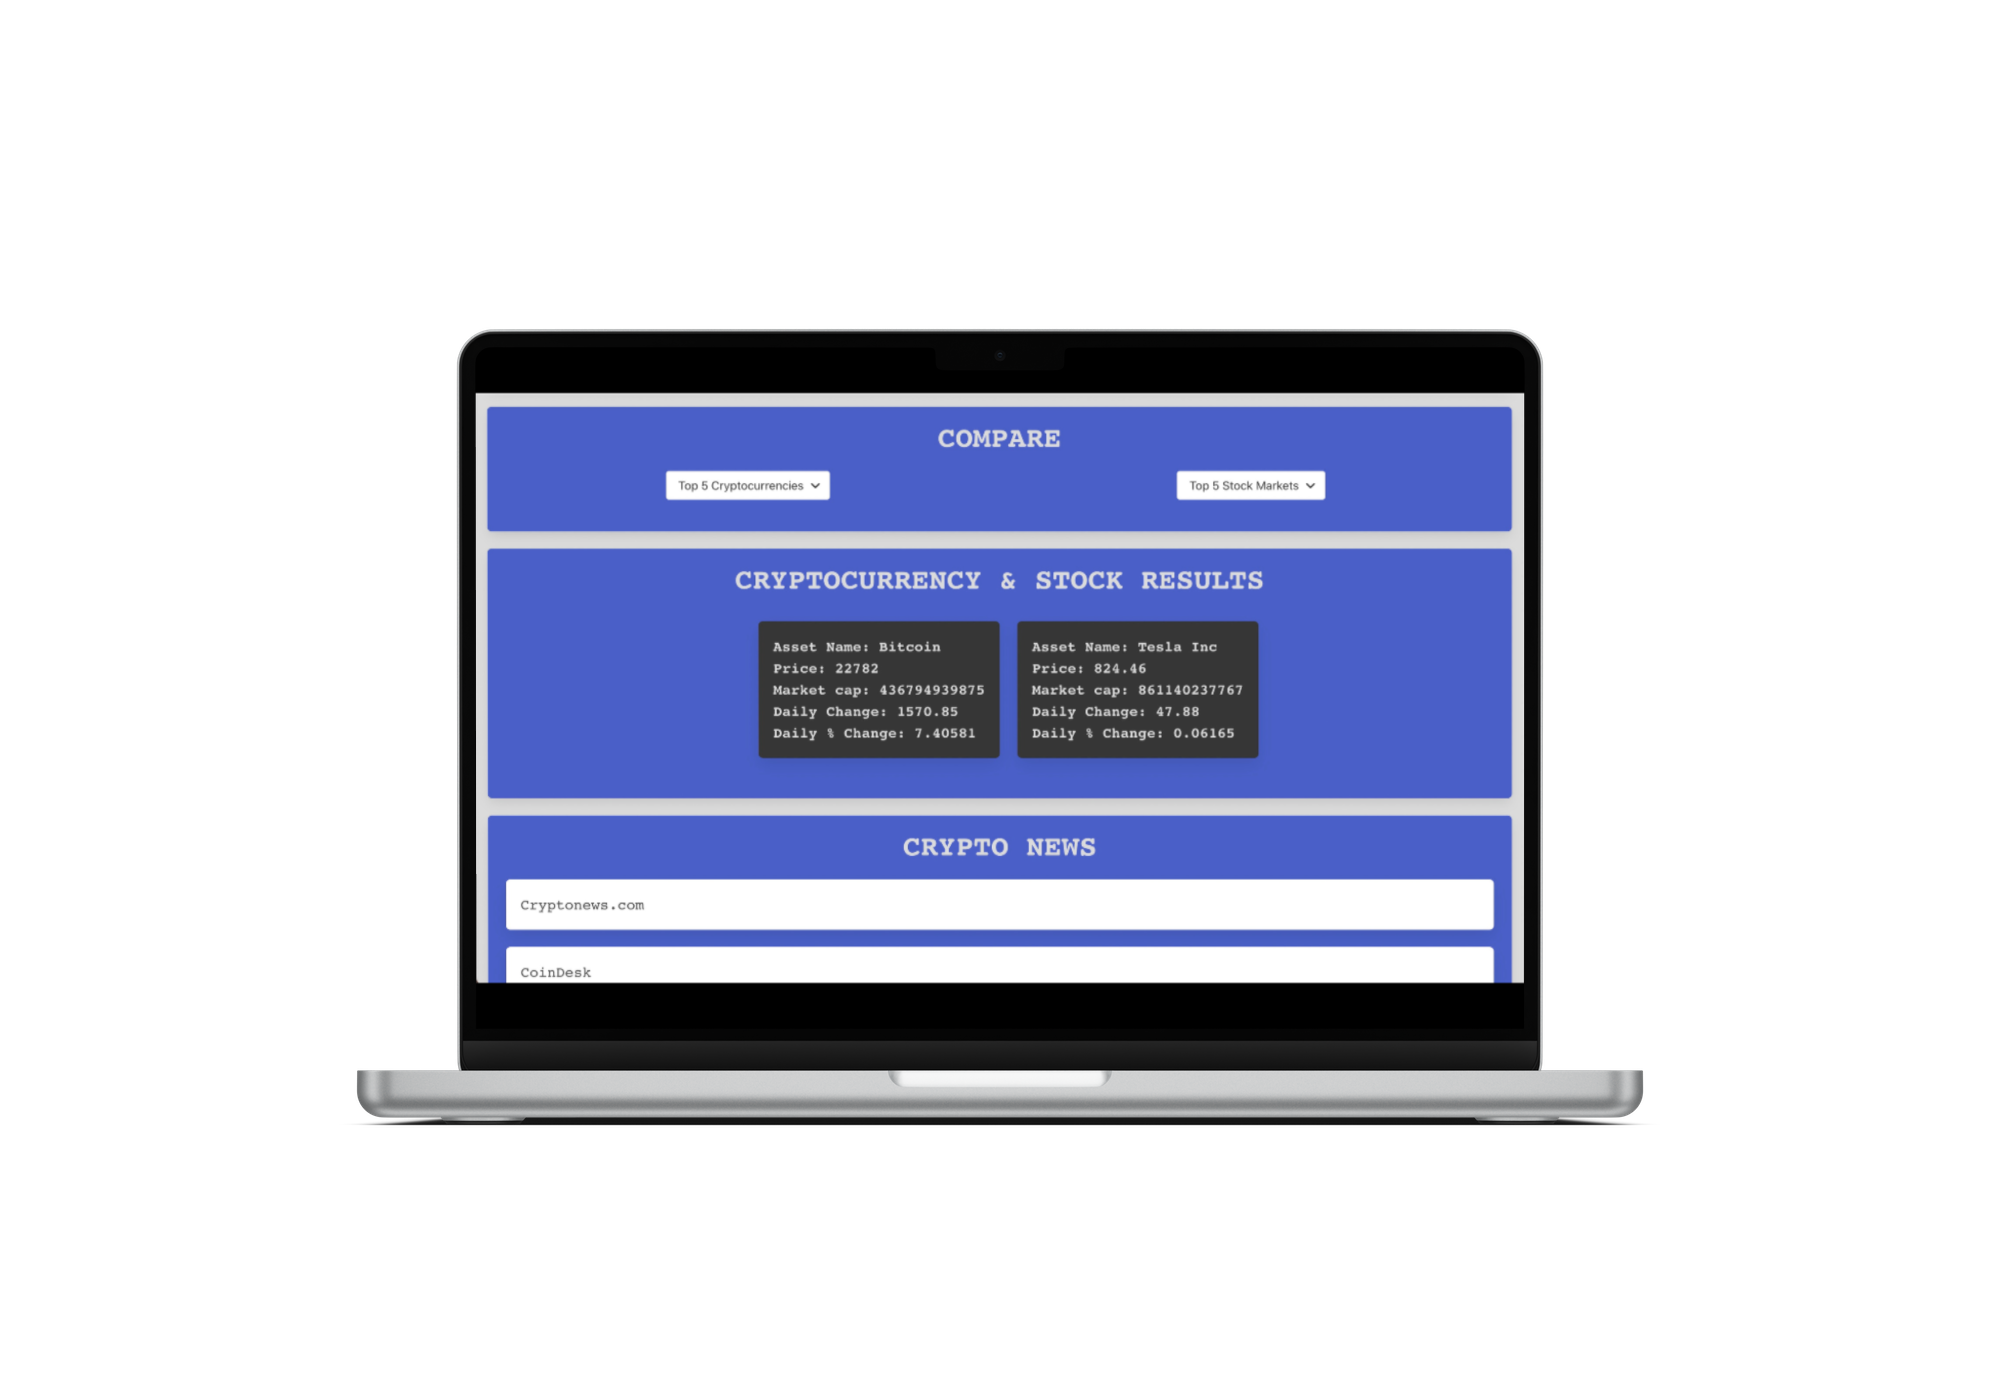 COMPARE
Top 5 Cryptocurrencies
Top 5 Stock Markets
CRYPTOCURRENCY & STOCK RESULTS
Asset Name: Bitcoin
Price: 22782
Market cap: 436794939875
Daily Change: 1570.85
Daily % Change: 7.40581
Asset Name: Tesla Inc
Price: 824.46
Market cap: 861140237767
Daily Change: 47.88
Daily % Change: 0.06165
CRYPTO NEWS
Cryptonews.com
CoinDesk